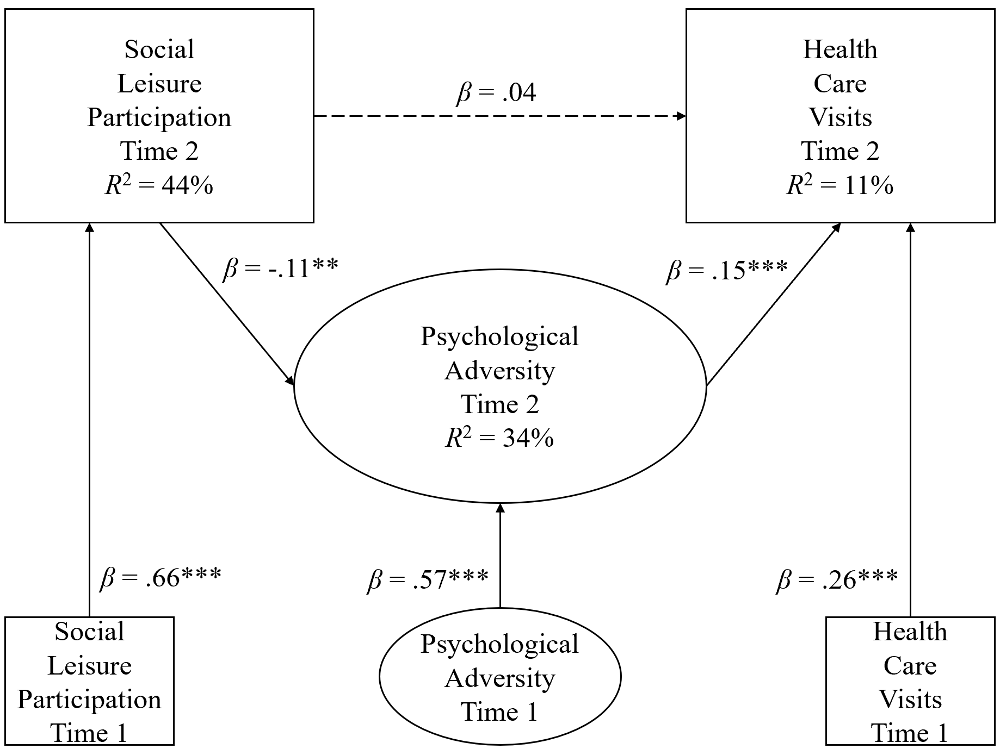 Social
Leisure
Participation
Time 2
R² = 44%
β = .04
Health
Care
Visits
Time 2
R² = 11%
β = -.11**
β = .15***
Psychological
Adversity
Time 2
R² = 34%
β = .66***
β = .57***
β = .26***
Social
Leisure
Participation
Time 1
Psychological
Adversity
Time 1
Health
Care
Visits
Time 1